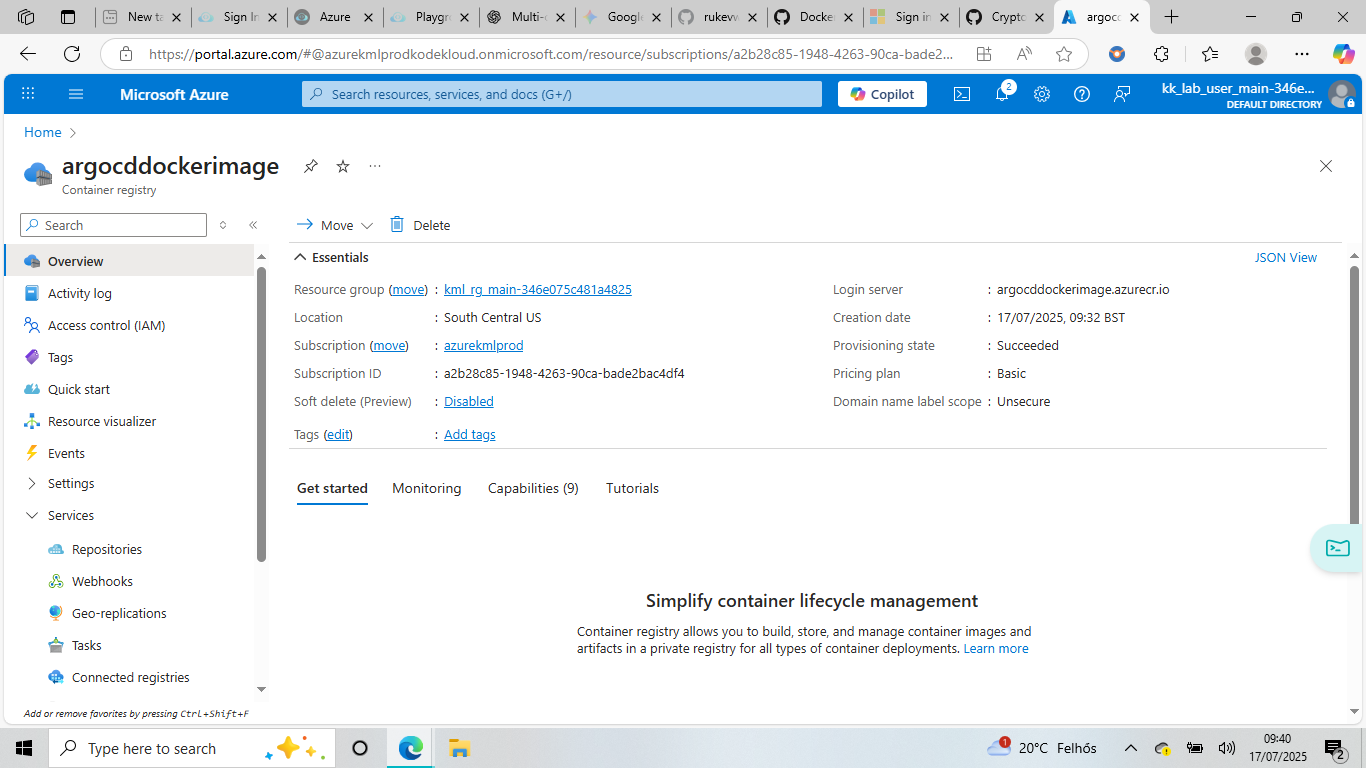 New ta
Sign In
Azure
Playgr
Multi-c
Google
rukevw
Docke
Sign in
Crypto
argocc
https://portal.azure.com/#@azurekmlprodkodekloud.onmicrosoft.com/resource/subscriptions/a2b28c85-1948-4263-90ca-bade2...
Microsoft Azure
Search resources, services, and docs (G+/)
Copilot
2
kk_lab_user_main-346e...
DEFAULT DIRECTORY
Home
argocddockerimage
Container registry
Search
Move
Delete
Overview
Activity log
Access control (IAM)
Tags
Quick start
Resource visualizer
Events
Settings
Services
Repositories
Webhooks
Geo-replications
Tasks
Connected registries
Add or remove favorites by pressing Ctrl+Shift+F
Essentials
JSON View
Resource group (move) : kml_rg_main-346e075c481a4825
Location : South Central US
Subscription (move) : azurekmlprod
Subscription ID : a2b28c85-1948-4263-90ca-bade2bac4df4
Soft delete (Preview) : Disabled
Tags (edit) : Add tags
Login server : argocddockerimage.azurecr.io
Creation date : 17/07/2025, 09:32 BST
Provisioning state : Succeeded
Pricing plan : Basic
Domain name label scope : Unsecure
Get started
Monitoring
Capabilities (9)
Tutorials
Simplify container lifecycle management
Container registry allows you to build, store, and manage container images and
artifacts in a private registry for all types of container deployments. Learn more
Type here to search
1
20°C Felhős
09:40
17/07/2025
2